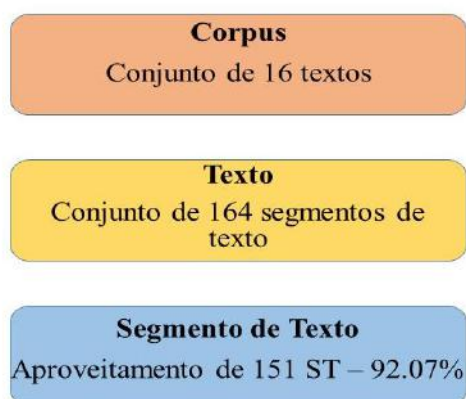 Corpus
Conjunto de 16 textos
Texto
Conjunto de 164 segmentos de
texto
Segmento de Texto
Aproveitamento de 151 ST – 92.07%